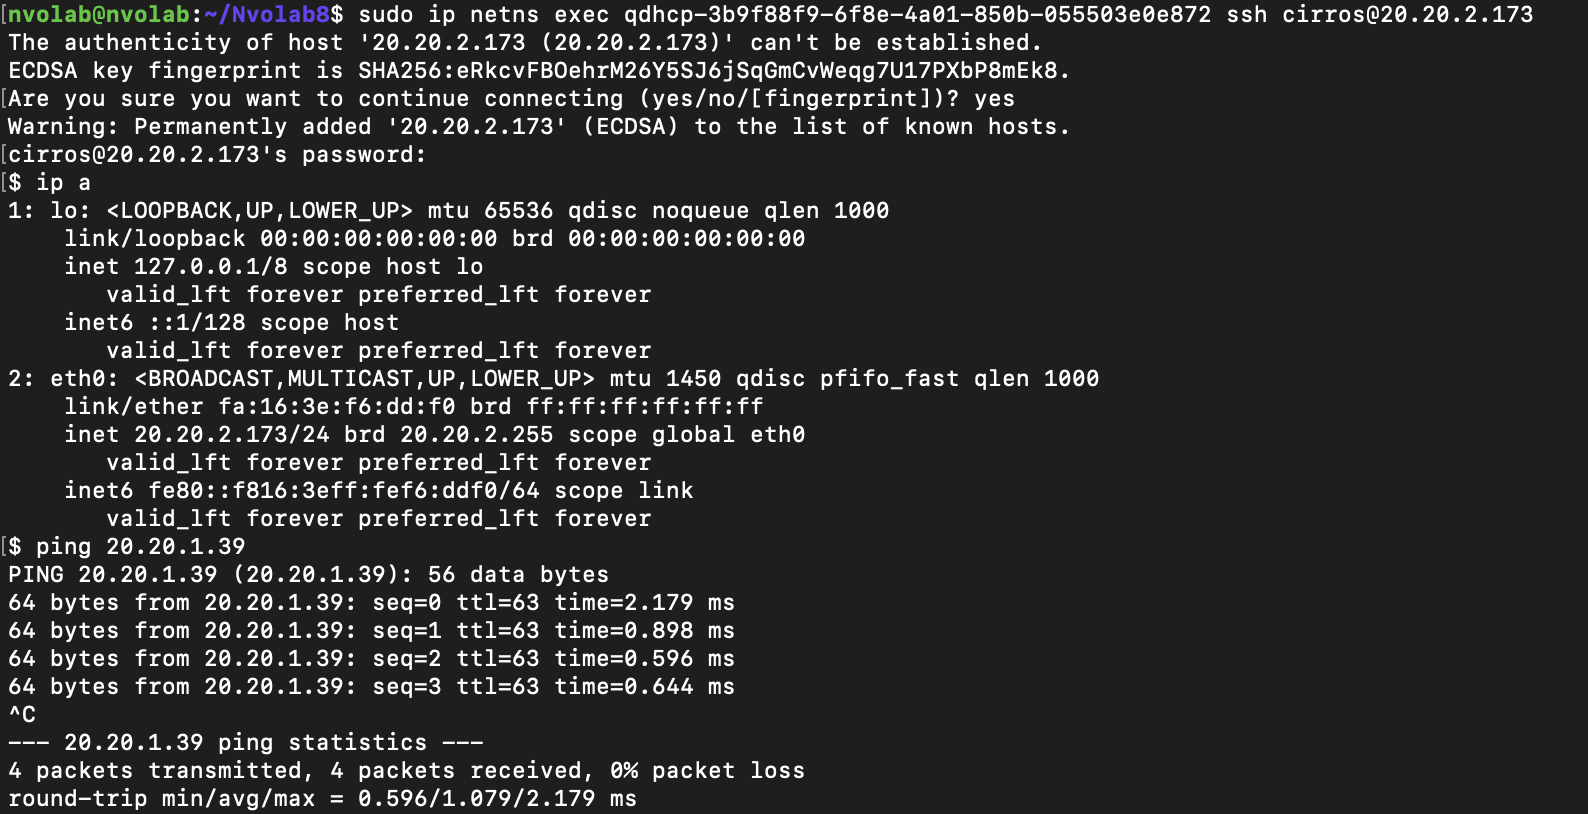 [nvolab@nvolab:~/Nvolab8$ sudo ip netns exec qdhcp-3b9f88f9-6f8e-4a01-850b-055503e0e872 ssh cirros@20.20.2.173
The authenticity of host '20.20.2.173 (20.20.2.173)' can't be established.
ECDSA key fingerprint is SHA256:eRkcvFBOehrM26Y5SJ6jSqGmCvWeqg7U17PXbP8mEk8.
[Are you sure you want to continue connecting (yes/no/[fingerprint])? yes
Warning: Permanently added '20.20.2.173' (ECDSA) to the list of known hosts.
[cirros@20.20.2.173's password:
[$ ip a
1: lo: <LOOPBACK,UP,LOWER_UP> mtu 65536 qdisc noqueue qlen 1000
    link/loopback 00:00:00:00:00:00 brd 00:00:00:00:00:00
    inet 127.0.0.1/8 scope host lo
       valid_lft forever preferred_lft forever
    inet6 ::1/128 scope host
       valid_lft forever preferred_lft forever
2: eth0: <BROADCAST,MULTICAST,UP,LOWER_UP> mtu 1450 qdisc pfifo_fast qlen 1000
    link/ether fa:16:3e:f6:dd:f0 brd ff:ff:ff:ff:ff:ff
    inet 20.20.2.173/24 brd 20.20.2.255 scope global eth0
       valid_lft forever preferred_lft forever
    inet6 fe80::f816:3eff:fef6:ddf0/64 scope link
       valid_lft forever preferred_lft forever
[$ ping 20.20.1.39
PING 20.20.1.39 (20.20.1.39): 56 data bytes
64 bytes from 20.20.1.39: seq=0 ttl=63 time=2.179 ms
64 bytes from 20.20.1.39: seq=1 ttl=63 time=0.898 ms
64 bytes from 20.20.1.39: seq=2 ttl=63 time=0.596 ms
64 bytes from 20.20.1.39: seq=3 ttl=63 time=0.644 ms
^C
--- 20.20.1.39 ping statistics ---
4 packets transmitted, 4 packets received, 0% packet loss
round-trip min/avg/max = 0.596/1.079/2.179 ms